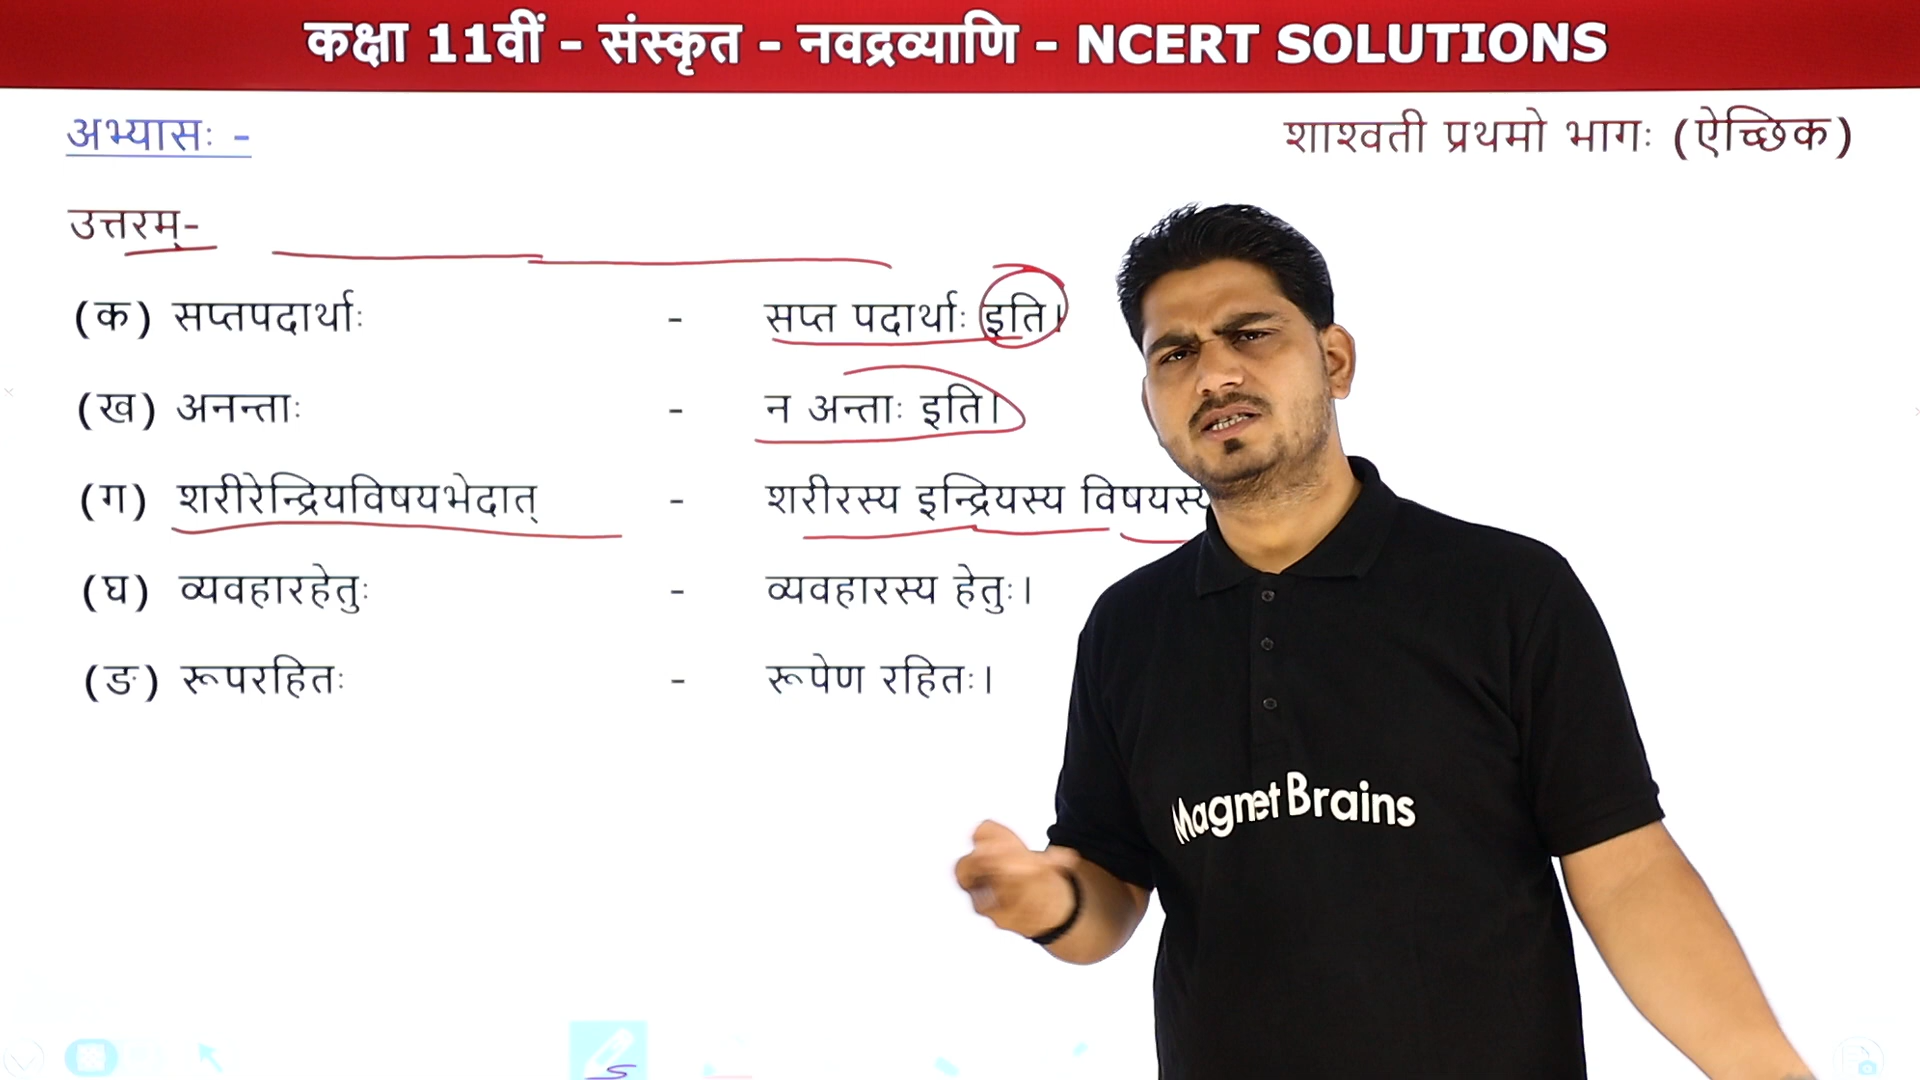 कक्षा 11वीं - संस्कृत - नवद्रव्याणि - NCERT SOLUTIONS
अभ्यासः -
शाश्वती प्रथमो भागः (ऐच्छिक)
उत्तरम्-
(क) सप्तपदार्थाः - सप्त पदार्थाः इति।
(ख) अनन्ताः - न अन्ताः इति।
(ग) शरीरेन्द्रियविषयभेदात् - शरीरस्य इन्द्रियस्य विषयस्य
(घ) व्यवहारहेतुः - व्यवहारस्य हेतुः।
(ङ) रूपरहितः - रूपेण रहितः।
Magnet Brains